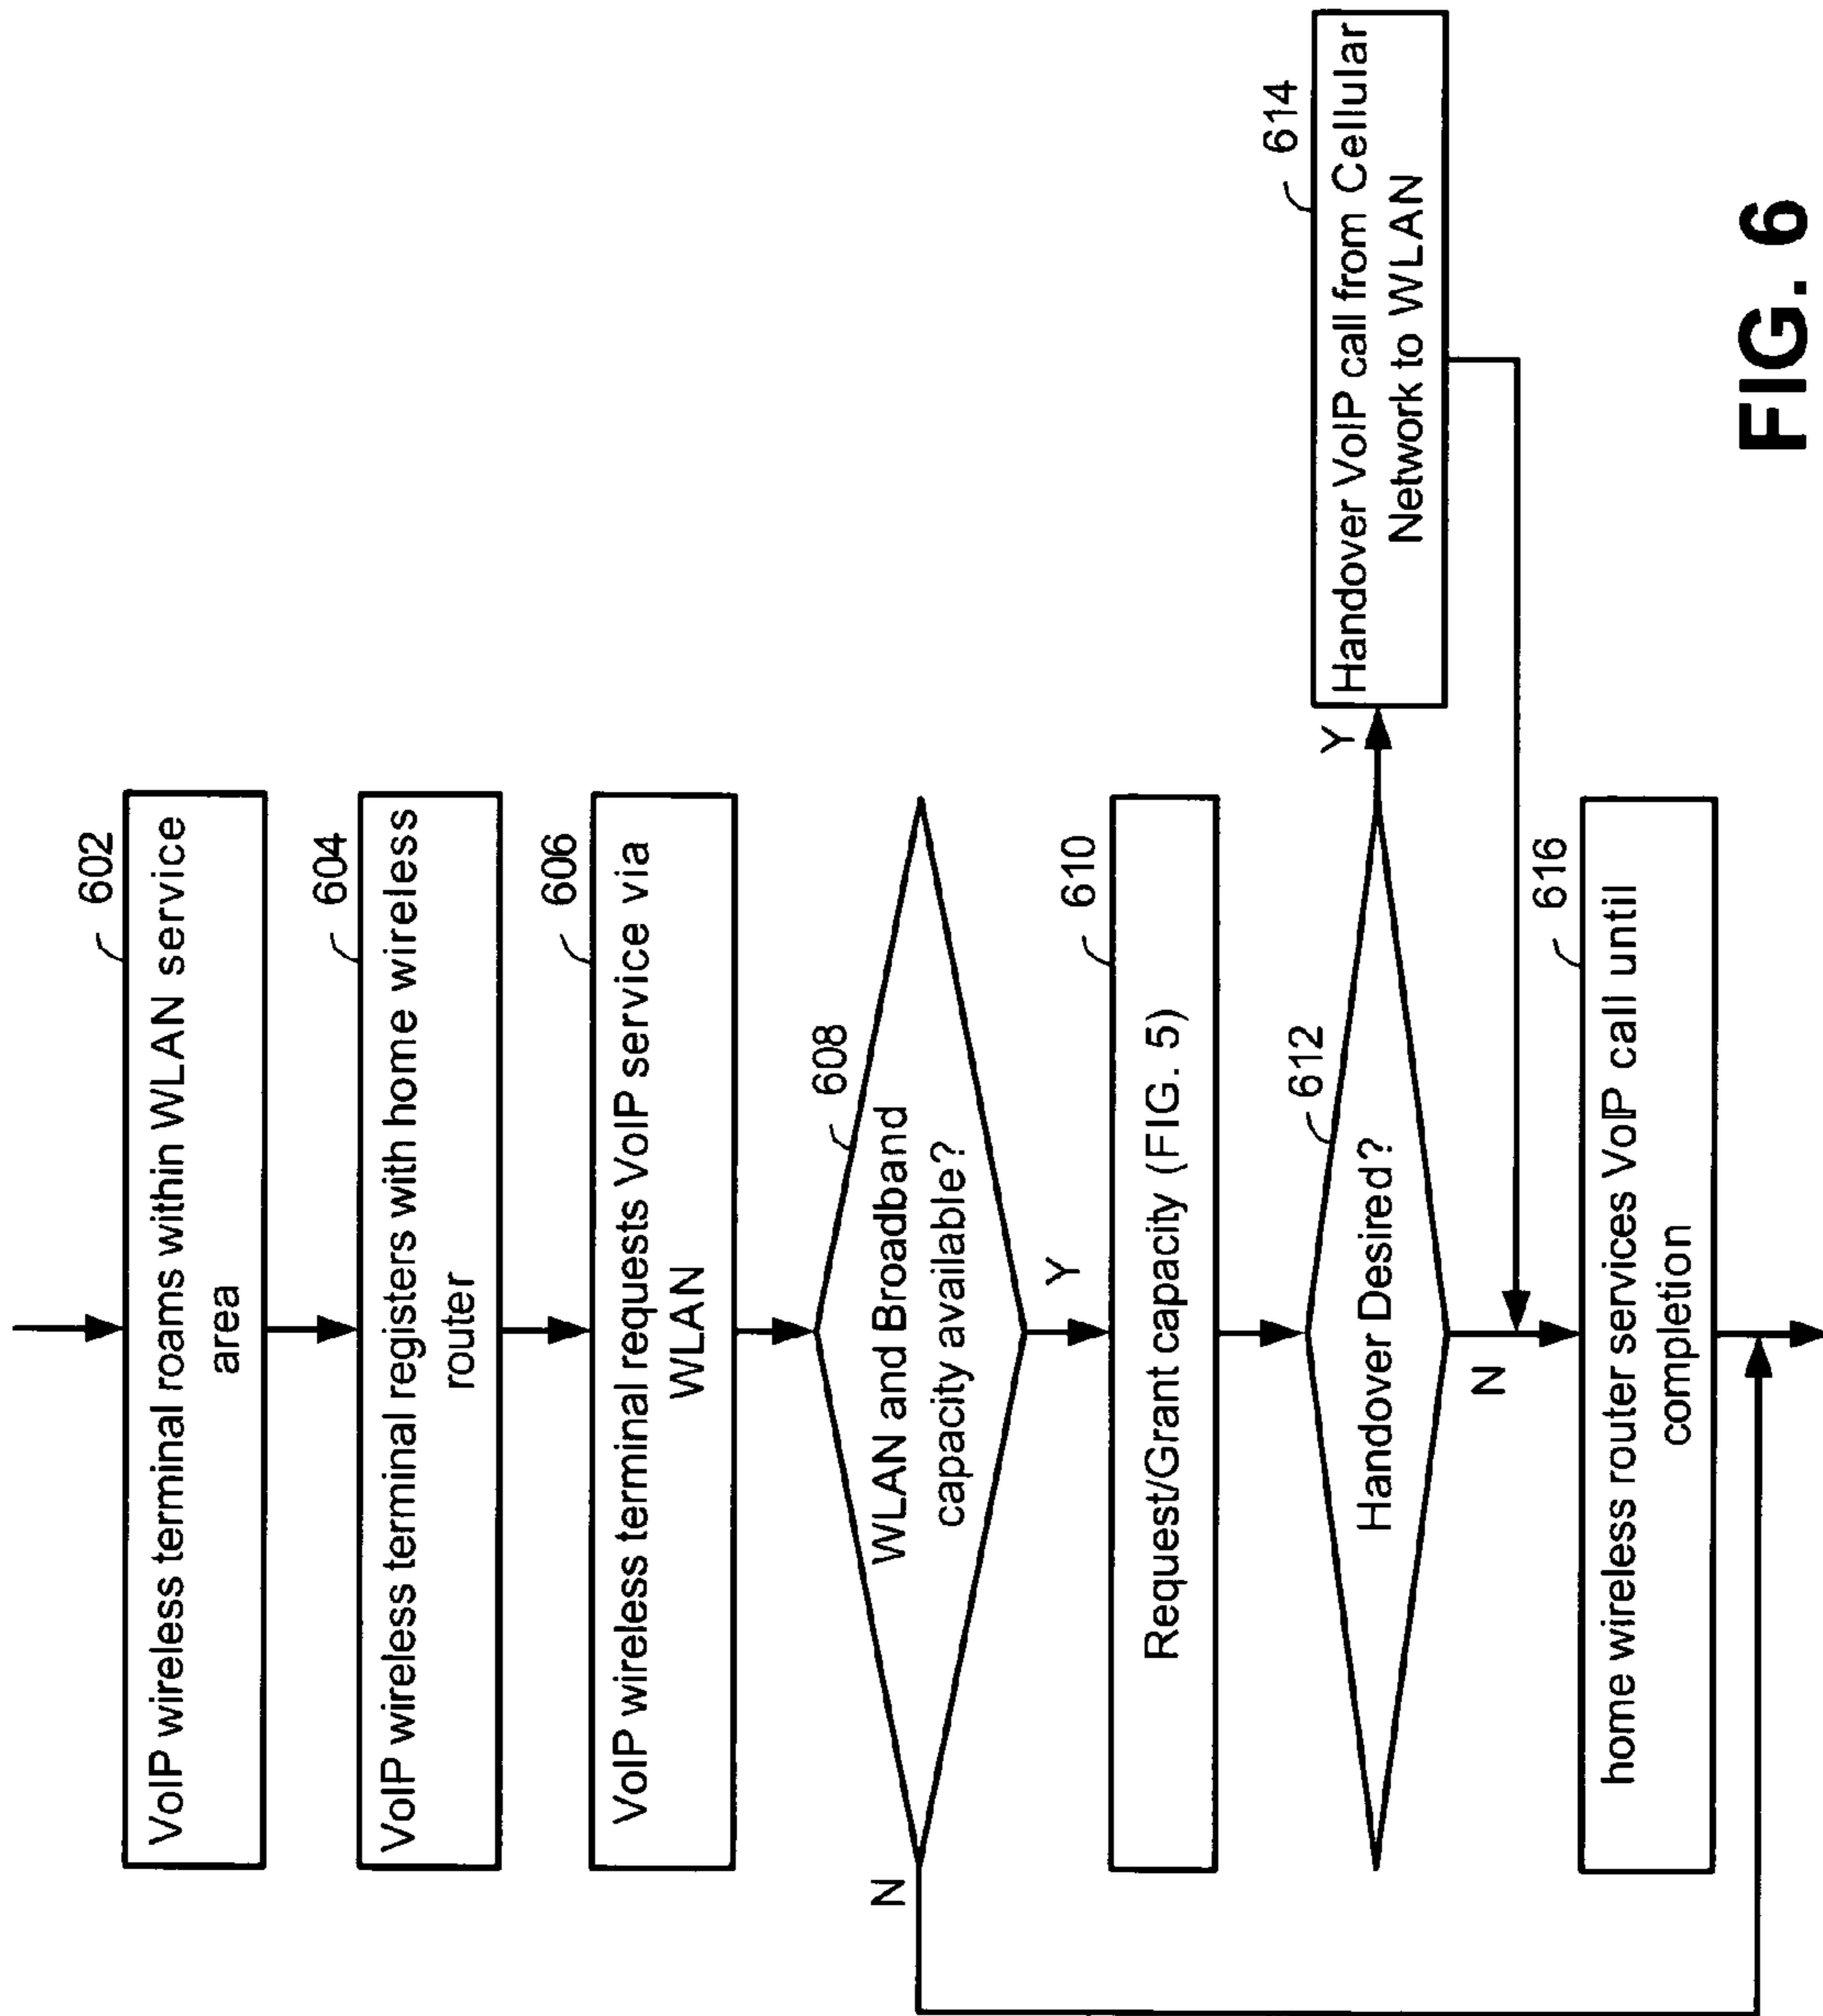 602
VoIP wireless terminal roams within WLAN service
area
604
VoIP wireless terminal registers with home wireless
router
606
VoIP wireless terminal requests VoIP service via
WLAN
608
WLAN and Broadband
capacity available?
N
Y
610
Request/Grant capacity (FIG. 5)
612
Handover Desired?
Y
N
614
Handover VoIP call from Cellular
Network to WLAN
616
home wireless router services VoIP call until
completion
FIG. 6